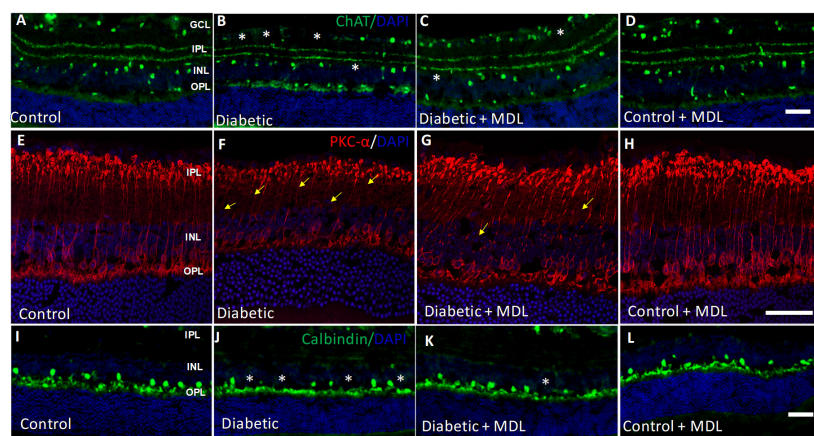 A GCL IPL INL OPL Control
B ChAT/DAPI * * * * Diabetic
C * * Diabetic + MDL
D Control + MDL
E IPL INL OPL Control
F PKC-α/DAPI Diabetic
G Diabetic + MDL
H Control + MDL
I IPL INL OPL Control
J Calbindin/DAPI * * * * Diabetic
K * Diabetic + MDL
L Control + MDL